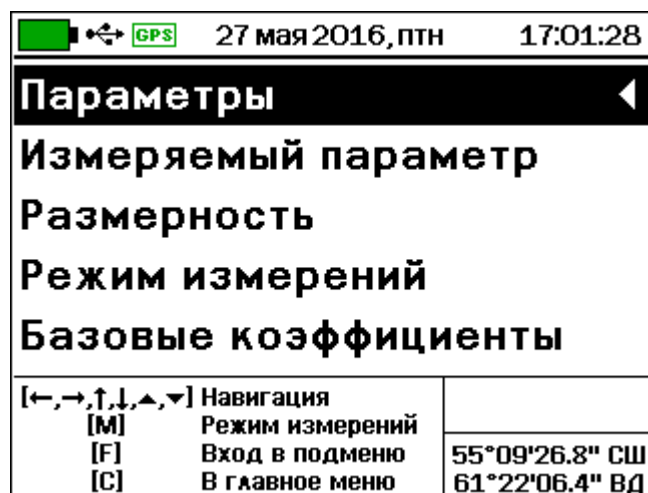 GPS 27 мая 2016, птн 17:01:28
Параметры
Измеряемый параметр
Размерность
Режим измерений
Базовые коэффициенты
[←,→,↑,↓,▲,▼] Навигация
[M] Режим измерений
[F] Вход в подменю
[C] В главное меню
55°09'26.8" СШ
61°22'06.4" ВД